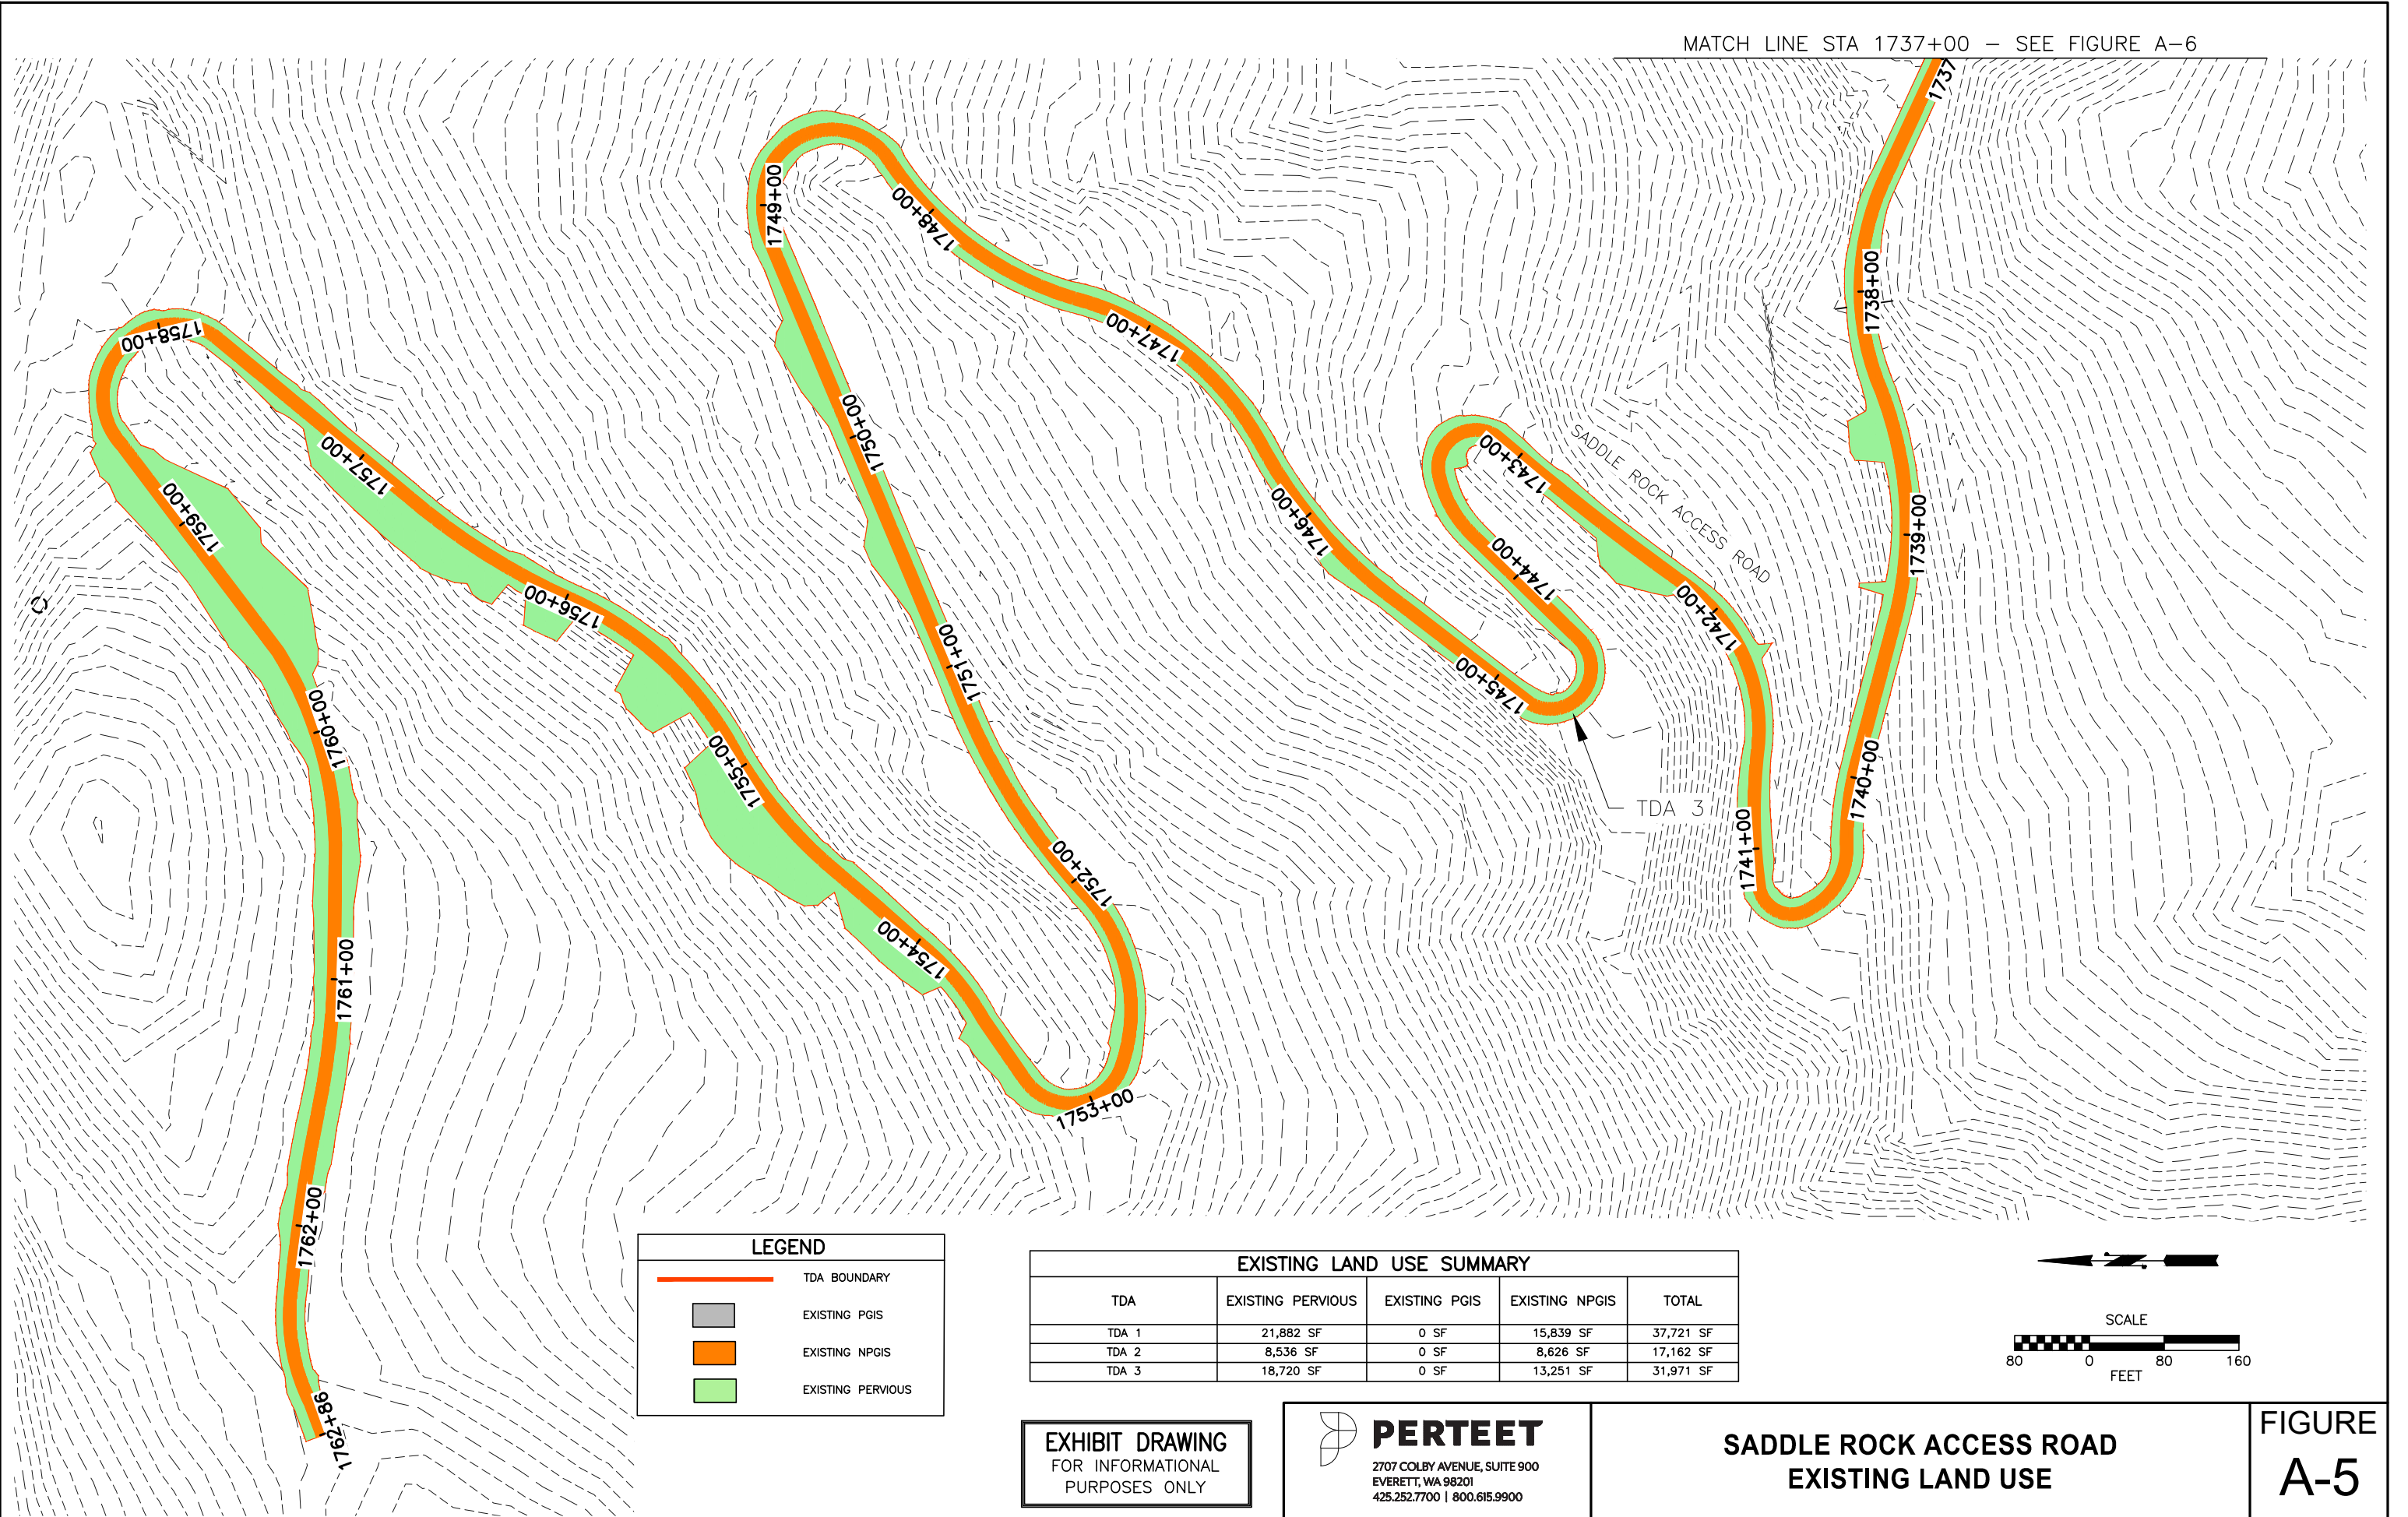 MATCH LINE STA 1737+00 – SEE FIGURE A–6
1737
1738+00
1739+00
1740+00
1741+00
1742+00
1743+00
1744+00
1745+00
1746+00
1747+00
1748+00
1749+00
1750+00
1751+00
1752+00
1753+00
1754+00
1755+00
1756+00
1757+00
1758+00
1759+00
1760+00
1761+00
1762+00
1762+86
SADDLE ROCK ACCESS ROAD
TDA 3
LEGEND
TDA BOUNDARY
EXISTING PGIS
EXISTING NPGIS
EXISTING PERVIOUS
EXISTING LAND USE SUMMARY
TDA EXISTING PERVIOUS EXISTING PGIS EXISTING NPGIS TOTAL
TDA 1 21,882 SF 0 SF 15,839 SF 37,721 SF
TDA 2 8,536 SF 0 SF 8,626 SF 17,162 SF
TDA 3 18,720 SF 0 SF 13,251 SF 31,971 SF
SCALE
80 0 80 160
FEET
EXHIBIT DRAWING
FOR INFORMATIONAL
PURPOSES ONLY
PERTEET
2707 COLBY AVENUE, SUITE 900
EVERETT, WA 98201
425.252.7700 | 800.615.9900
SADDLE ROCK ACCESS ROAD
EXISTING LAND USE
FIGURE
A-5